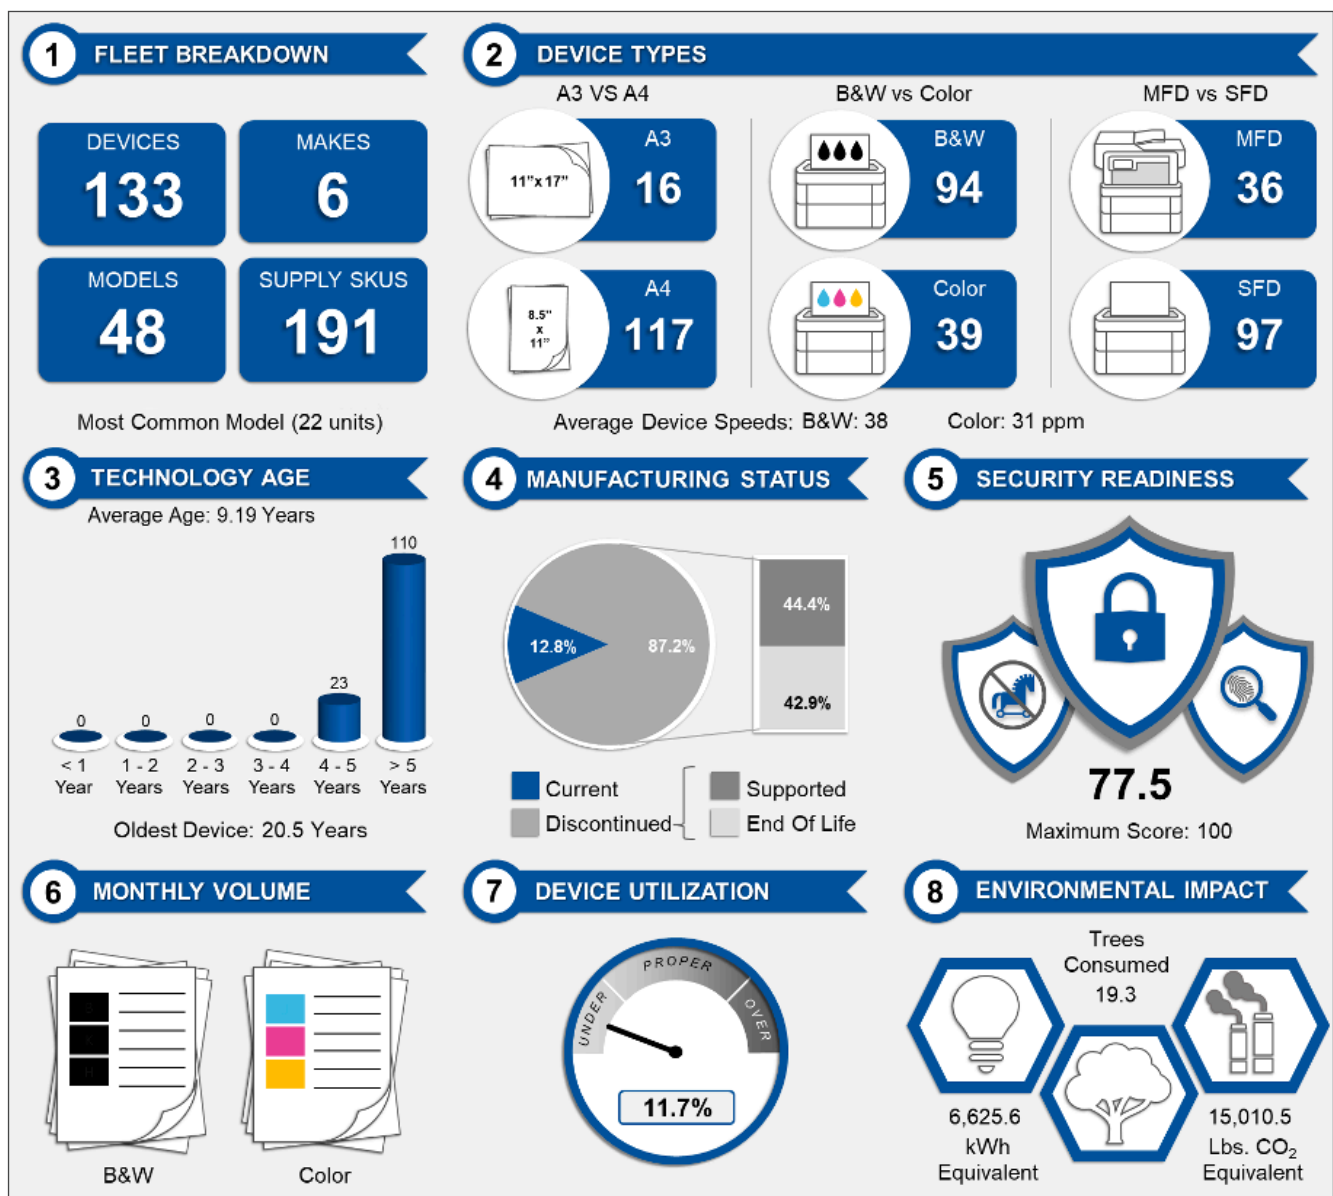 1 FLEET BREAKDOWN
DEVICES
133
MAKES
6
MODELS
48
SUPPLY SKUS
191
Most Common Model (22 units)
2 DEVICE TYPES
A3 VS A4
11"x 17"
A3
16
8.5"
x
11"
A4
117
B&W vs Color
B&W
94
Color
39
MFD vs SFD
MFD
36
SFD
97
Average Device Speeds: B&W: 38 Color: 31 ppm
3 TECHNOLOGY AGE
Average Age: 9.19 Years
0 0 0 0 23 110
< 1 1 - 2 2 - 3 3 - 4 4 - 5 > 5
Year Years Years Years Years Years
Oldest Device: 20.5 Years
4 MANUFACTURING STATUS
12.8%
87.2%
44.4%
42.9%
Current
Discontinued
Supported
End Of Life
5 SECURITY READINESS
77.5
Maximum Score: 100
6 MONTHLY VOLUME
B&W
Color
7 DEVICE UTILIZATION
UNDER
PROPER
OVER
11.7%
8 ENVIRONMENTAL IMPACT
Trees
Consumed
19.3
6,625.6
kWh
Equivalent
15,010.5
Lbs. CO₂
Equivalent